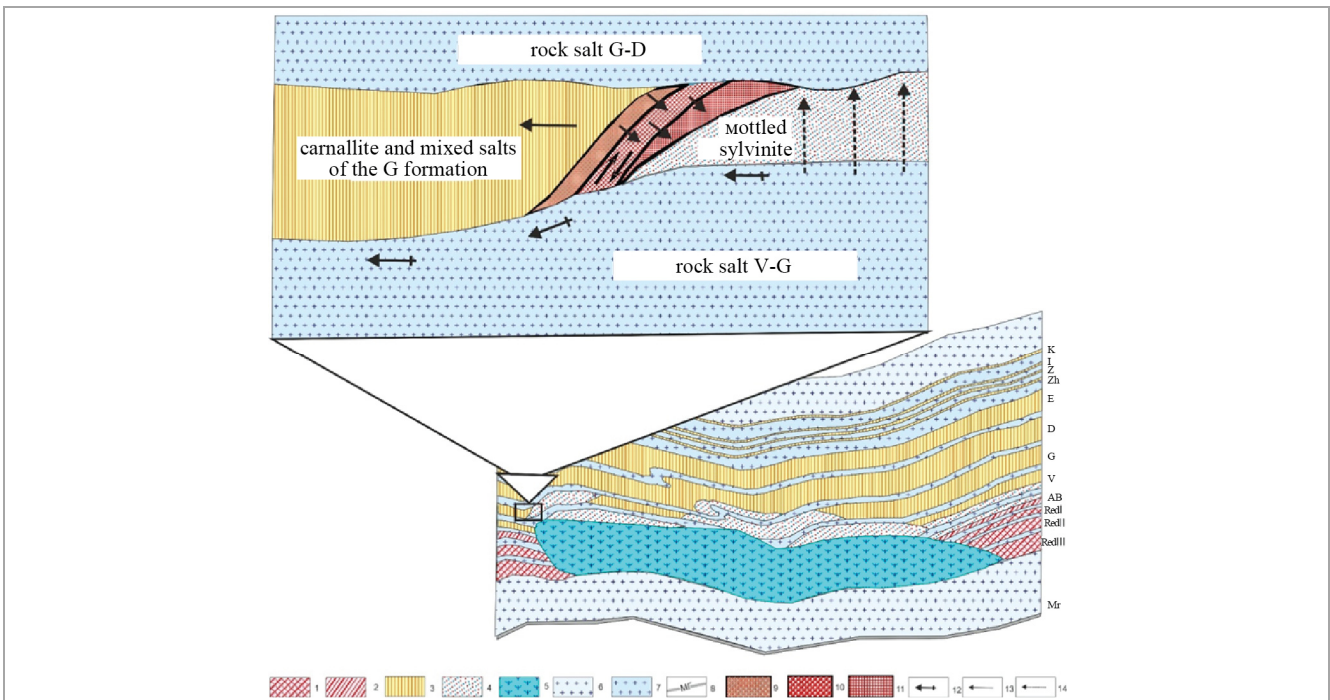 rock salt G-D
carnallite and mixed salts
of the G formation
мottled
sylvinite
rock salt V-G
K
I
Z
Zh
E
D
G
V
AB
RedI
RedII
RedIII
Mr
1 2 3 4 5 6 7 Mr 8 9 10 11 12 13 14